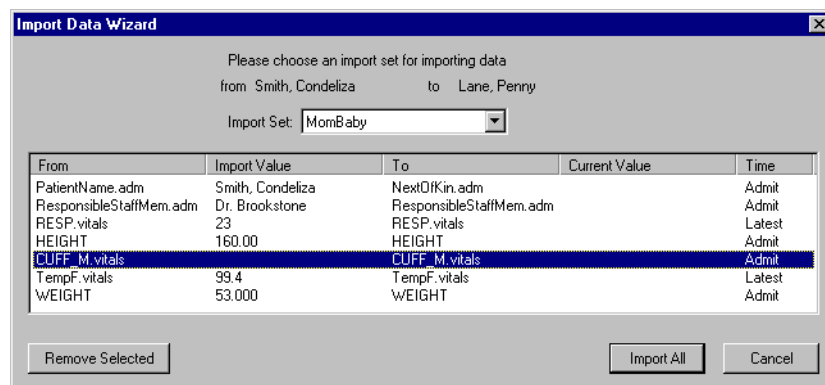 Import Data Wizard
Please choose an import set for importing data
from Smith, Condeliza to Lane, Penny
Import Set: MomBaby
From Import Value To Current Value Time
PatientName.adm Smith, Condeliza NextOfKin.adm Admit
ResponsibleStaffMem.adm Dr. Brookstone ResponsibleStaffMem.adm Admit
RESP.vitals 23 RESP.vitals Latest
HEIGHT 160.00 HEIGHT Admit
CUFF_M.vitals CUFF_M.vitals Admit
TempF.vitals 99.4 TempF.vitals Latest
WEIGHT 53.000 WEIGHT Admit
Remove Selected Import All Cancel